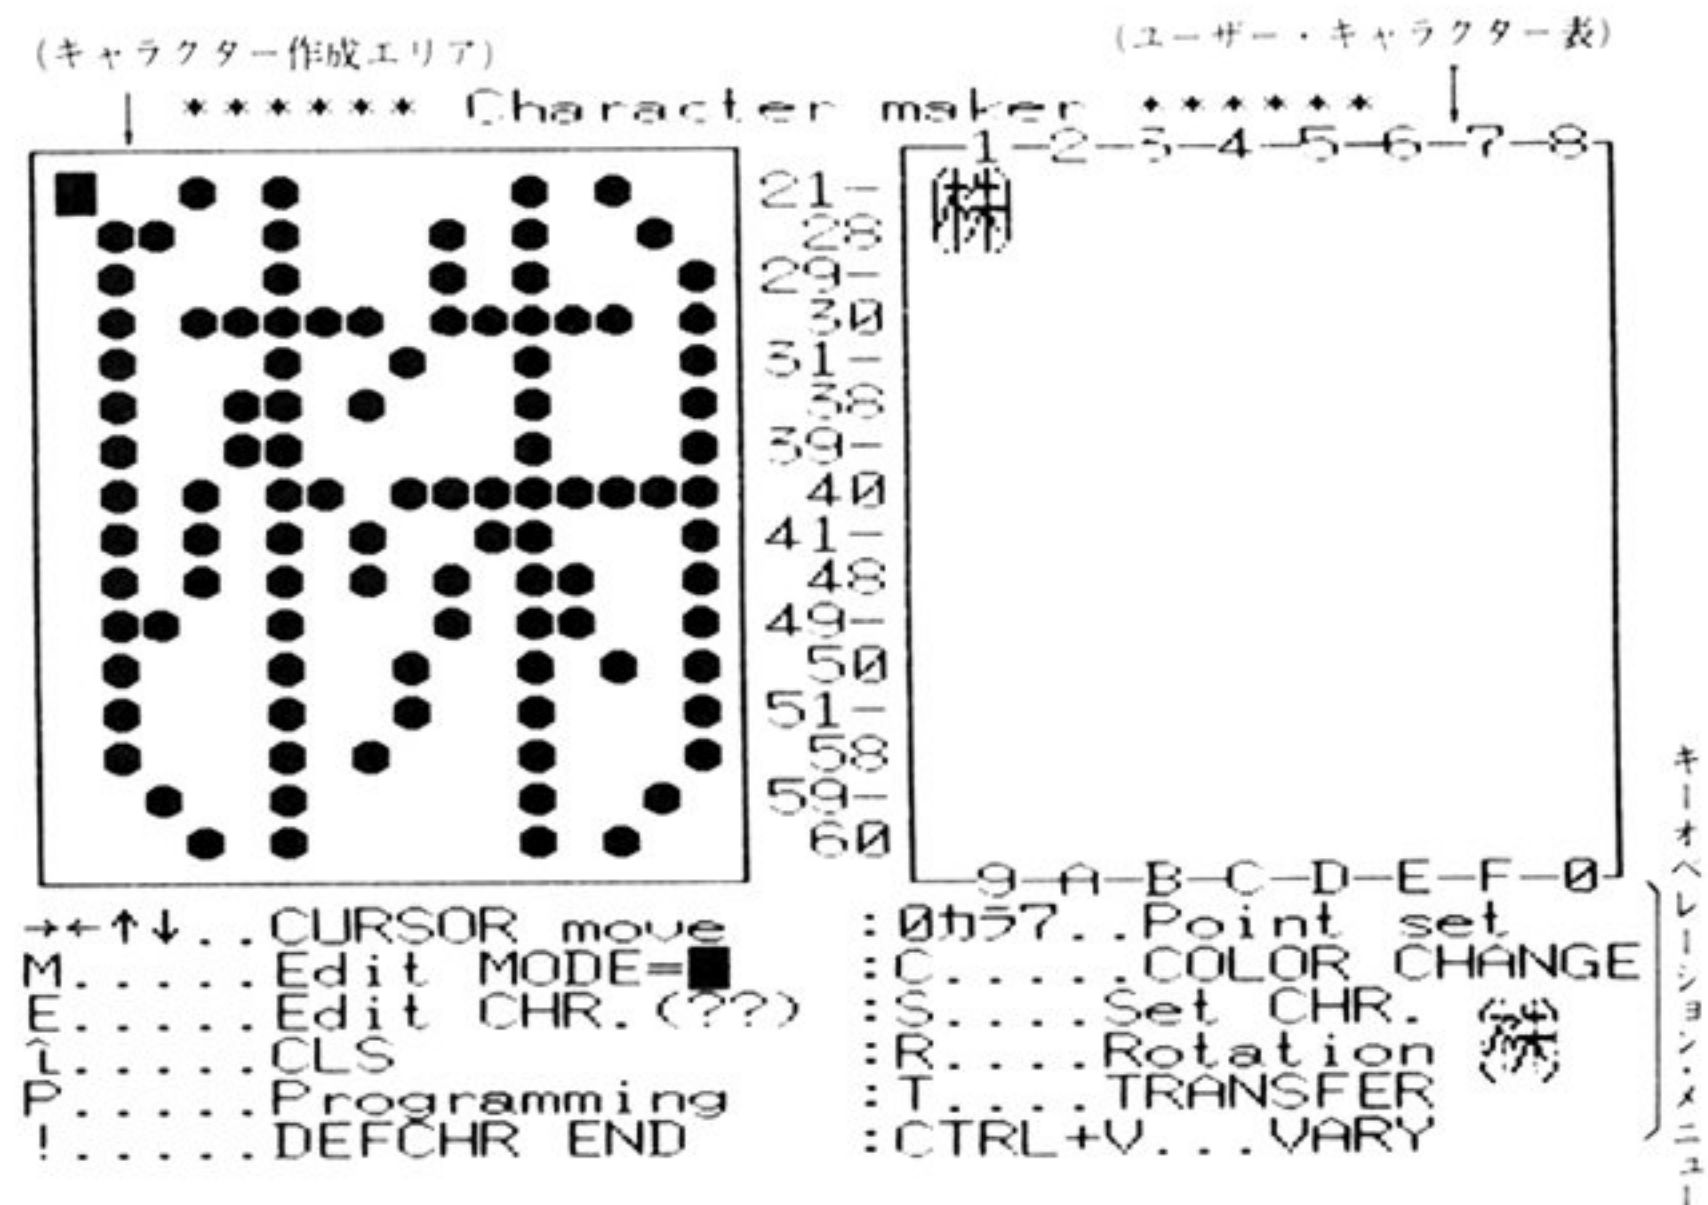 (キャラクター作成エリア)
(ユーザー・キャラクター表)
****** Character maker ******
1-2-3-4-5-6-7-8
21-
28
29-
30
31-
38
39-
40
41-
48
49-
50
51-
58
59-
60
㈱
9-A-B-C-D-E-F-0
→←↑↓..CURSOR move :0カラ7..Point set
M.....Edit MODE=■ :C.....COLOR CHANGE
E.....Edit CHR.(??) :S....Set CHR.
^L.....CLS :R....Rotation ㈱
P.....Programming :T....TRANSFER
!.....DEFCHR END :CTRL+V...VARY
キーオペレーション・メニュー